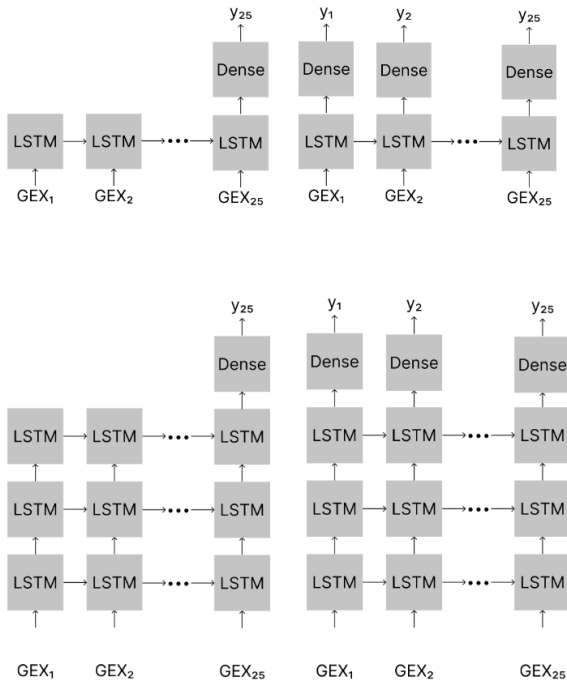 y₂₅ y₁ y₂ y₂₅
Dense Dense Dense Dense
LSTM LSTM ••• LSTM LSTM LSTM ••• LSTM
GEX₁ GEX₂ GEX₂₅ GEX₁ GEX₂ GEX₂₅
y₂₅ y₁ y₂ y₂₅
Dense Dense Dense Dense
LSTM LSTM ••• LSTM LSTM LSTM ••• LSTM
LSTM LSTM ••• LSTM LSTM LSTM ••• LSTM
LSTM LSTM ••• LSTM LSTM LSTM ••• LSTM
GEX₁ GEX₂ GEX₂₅ GEX₁ GEX₂ GEX₂₅